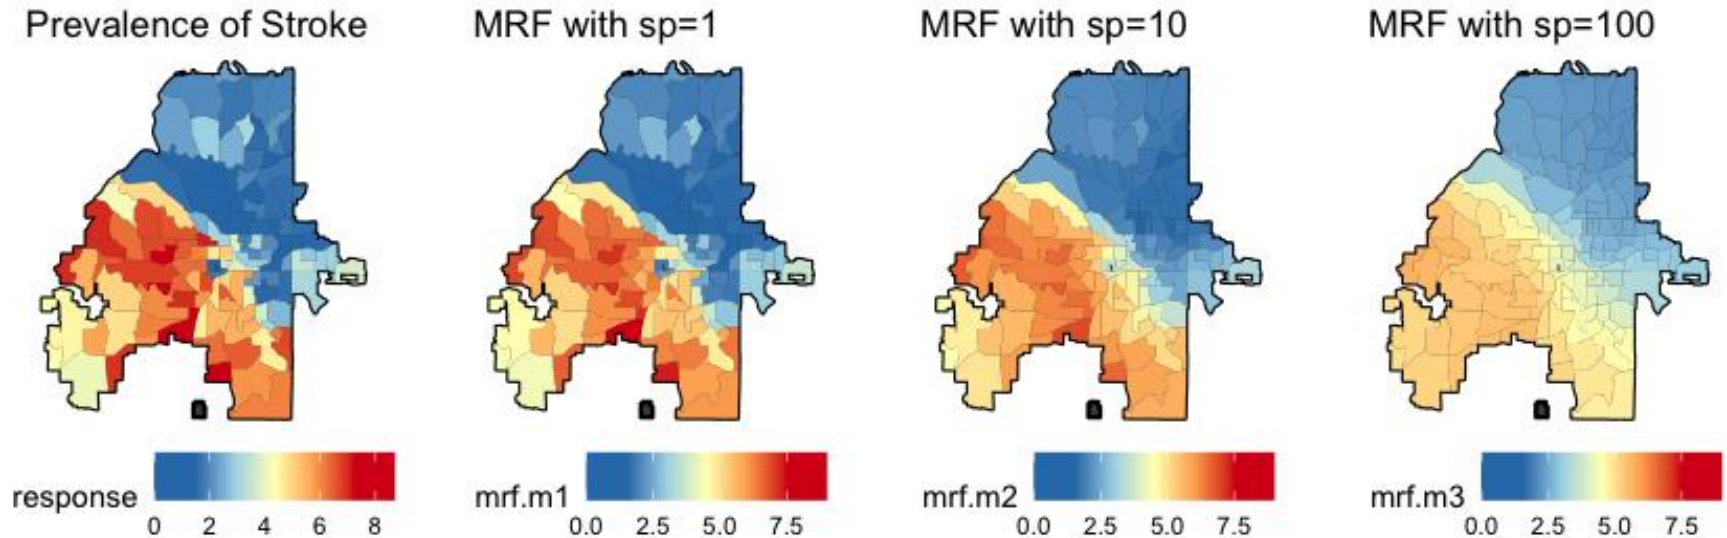 Prevalence of Stroke
MRF with sp=1
MRF with sp=10
MRF with sp=100
response
0 2 4 6 8
mrf.m1
0.0 2.5 5.0 7.5
mrf.m2
0.0 2.5 5.0 7.5
mrf.m3
0.0 2.5 5.0 7.5